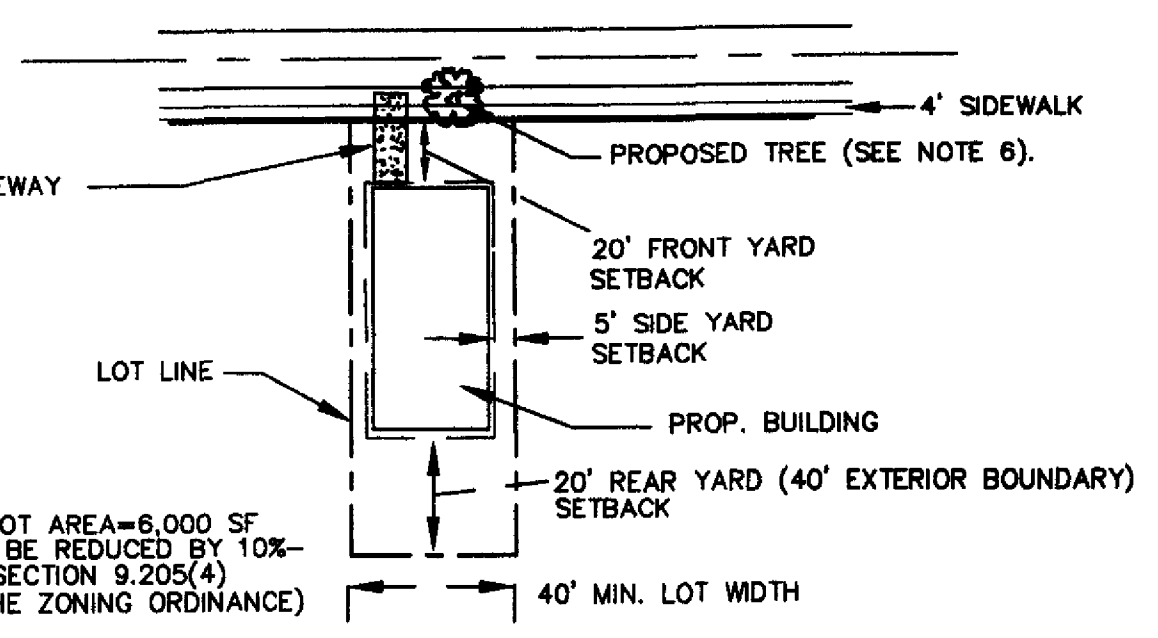 4' SIDEWALK
PROPOSED TREE (SEE NOTE 6).
EWAY
20' FRONT YARD
SETBACK
5' SIDE YARD
SETBACK
LOT LINE
PROP. BUILDING
20' REAR YARD (40' EXTERIOR BOUNDARY)
SETBACK
OT AREA=6,000 SF
BE REDUCED BY 10%-
SECTION 9.205(4)
HE ZONING ORDINANCE)
40' MIN. LOT WIDTH